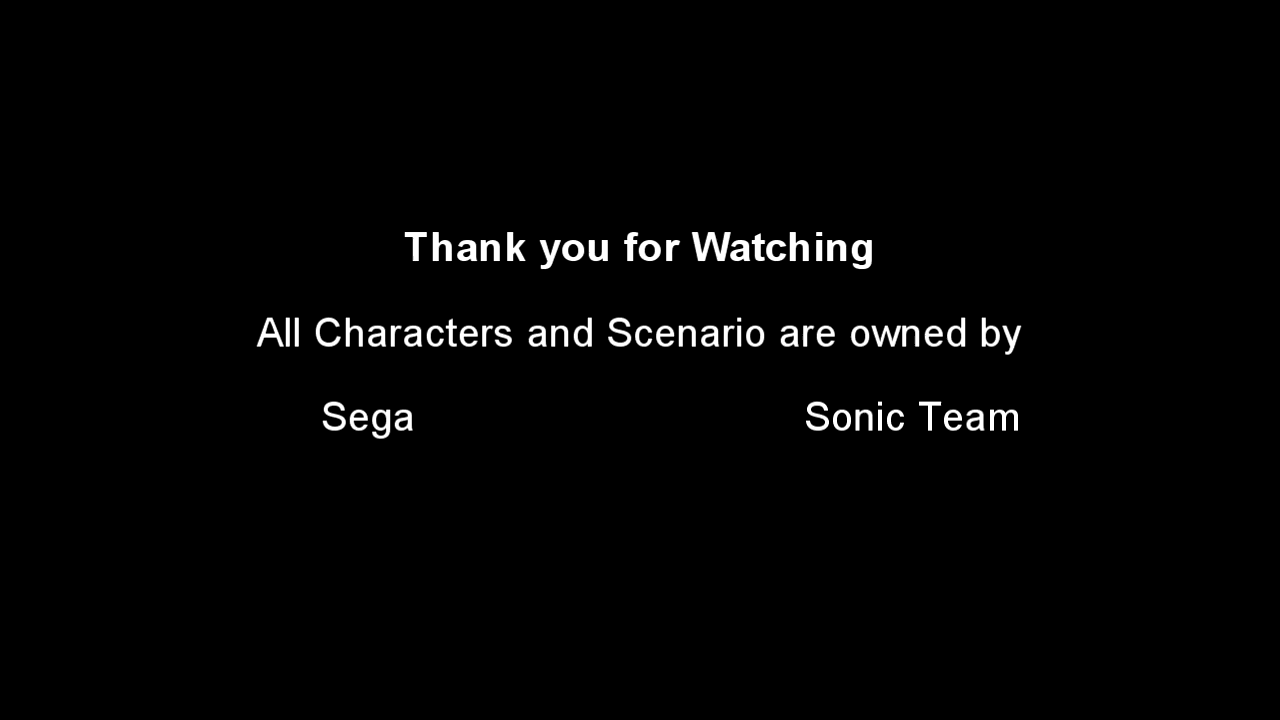 Thank you for Watching
All Characters and Scenario are owned by
Sega Sonic Team